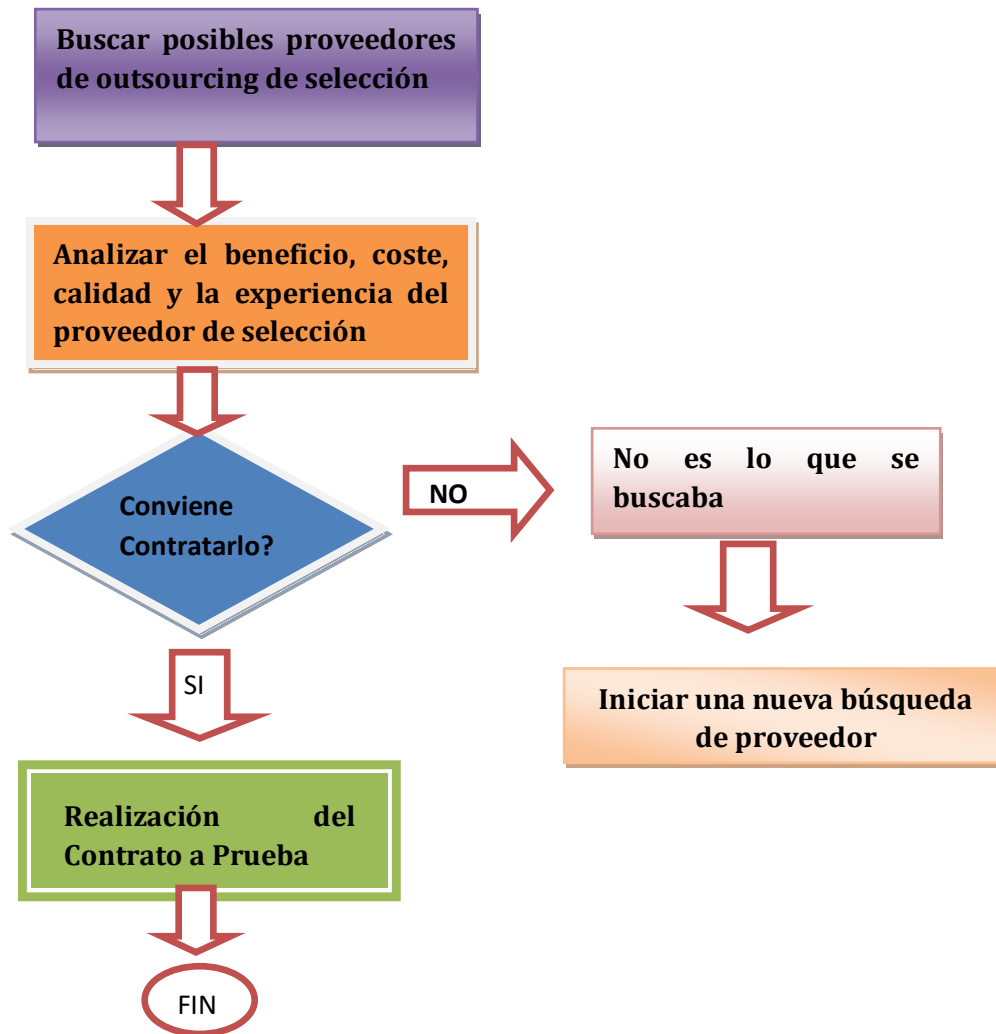 Buscar posibles proveedores
de outsourcing de selección
Analizar el beneficio, coste,
calidad y la experiencia del
proveedor de selección
Conviene
Contratarlo?
NO
No es lo que se
buscaba
SI
Iniciar una nueva búsqueda
de proveedor
Realización del
Contrato a Prueba
FIN